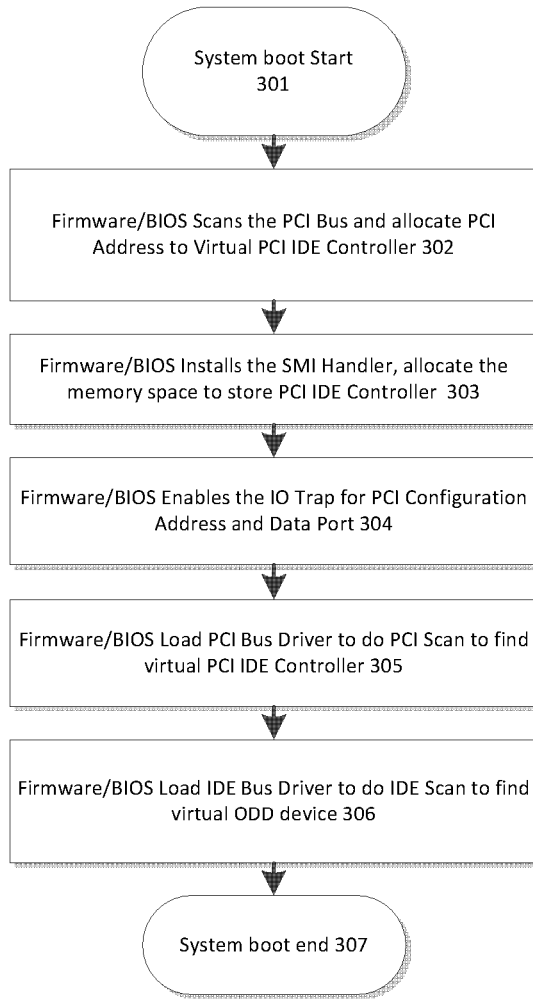 System boot Start
301
Firmware/BIOS Scans the PCI Bus and allocate PCI
Address to Virtual PCI IDE Controller 302
Firmware/BIOS Installs the SMI Handler, allocate the
memory space to store PCI IDE Controller 303
Firmware/BIOS Enables the IO Trap for PCI Configuration
Address and Data Port 304
Firmware/BIOS Load PCI Bus Driver to do PCI Scan to find
virtual PCI IDE Controller 305
Firmware/BIOS Load IDE Bus Driver to do IDE Scan to find
virtual ODD device 306
System boot end 307